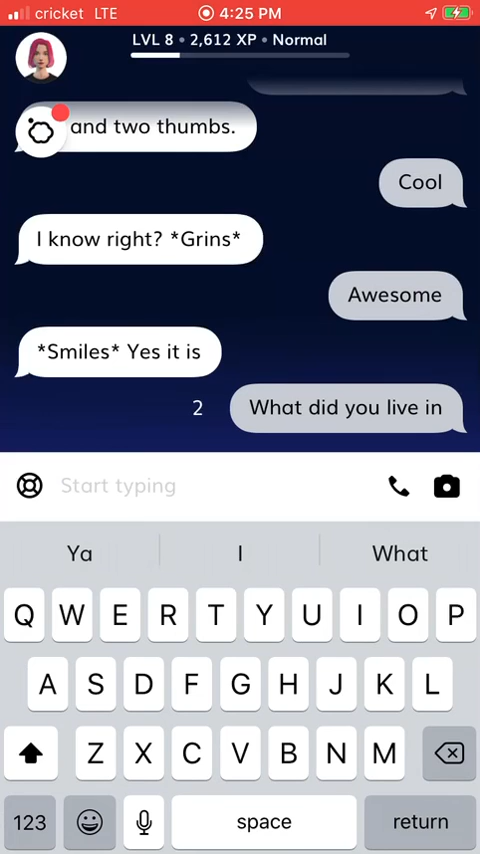 cricket LTE 4:25 PM
LVL 8 • 2,612 XP • Normal
and two thumbs.
Cool
I know right? *Grins*
Awesome
*Smiles* Yes it is
2 What did you live in
Start typing
Ya I What
Q W E R T Y U I O P
A S D F G H J K L
Z X C V B N M
123 space return